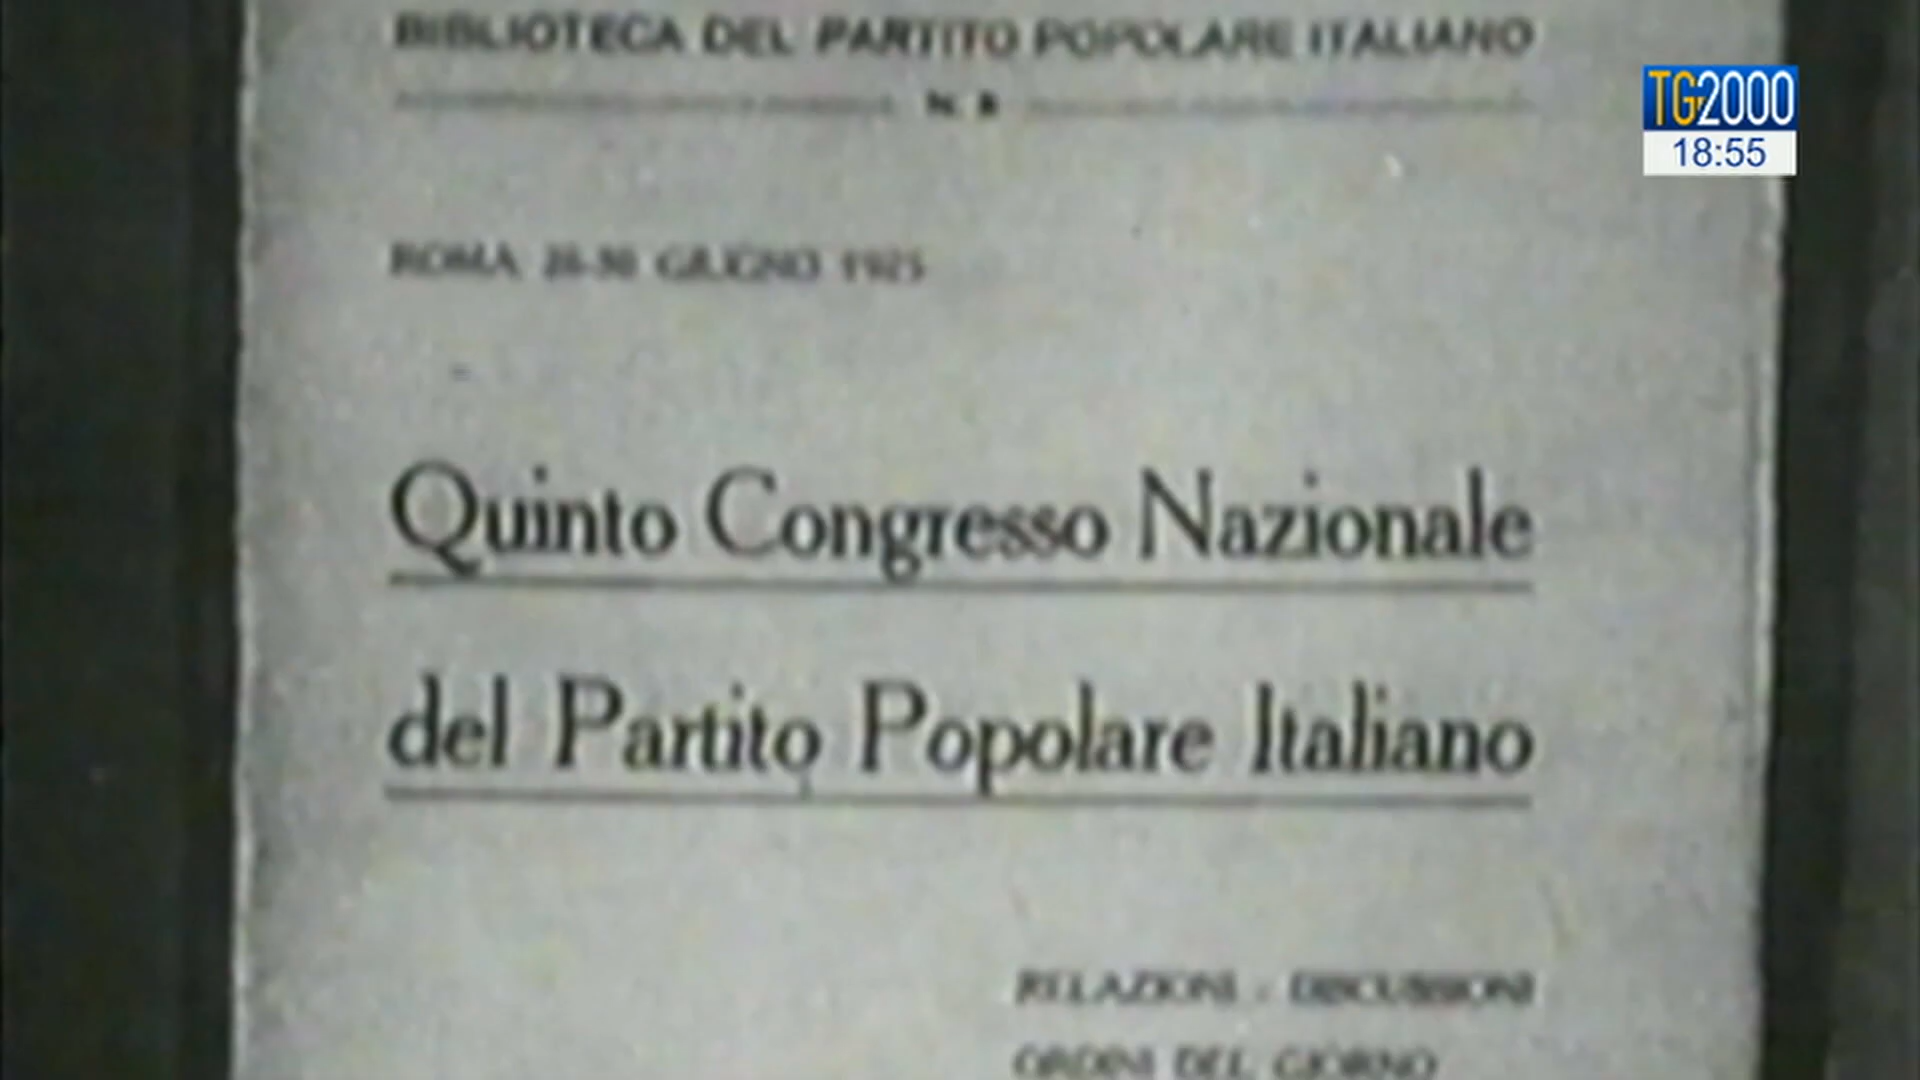 BIBLIOTECA DEL PARTITO POPOLARE ITALIANO
N. 8
TG2000
18:55
ROMA 28-30 GIUGNO 1925
Quinto Congresso Nazionale
del Partito Popolare Italiano
RELAZIONI - DISCUSSIONI
ORDINI DEL GIORNO